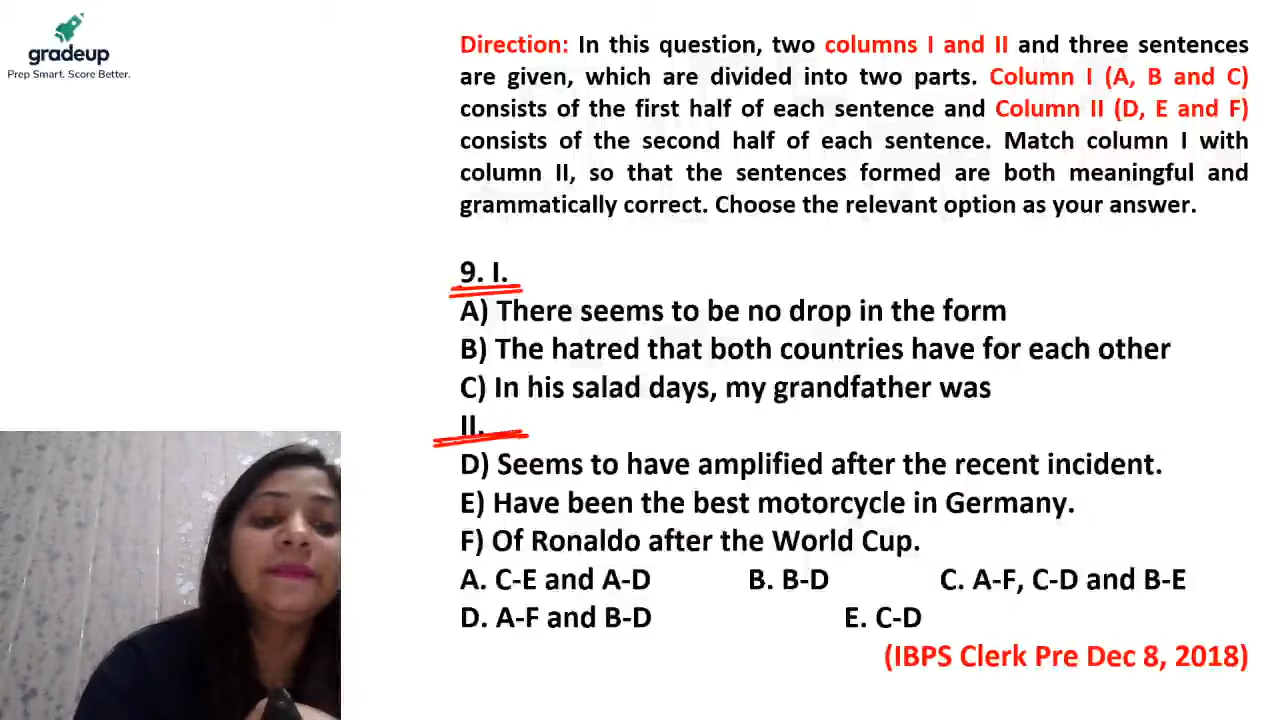 gradeup
Prep Smart. Score Better.
Direction: In this question, two columns I and II and three sentences
are given, which are divided into two parts. Column I (A, B and C)
consists of the first half of each sentence and Column II (D, E and F)
consists of the second half of each sentence. Match column I with
column II, so that the sentences formed are both meaningful and
grammatically correct. Choose the relevant option as your answer.
9. I.
A) There seems to be no drop in the form
B) The hatred that both countries have for each other
C) In his salad days, my grandfather was
II.
D) Seems to have amplified after the recent incident.
E) Have been the best motorcycle in Germany.
F) Of Ronaldo after the World Cup.
A. C-E and A-D B. B-D C. A-F, C-D and B-E
D. A-F and B-D E. C-D
(IBPS Clerk Pre Dec 8, 2018)